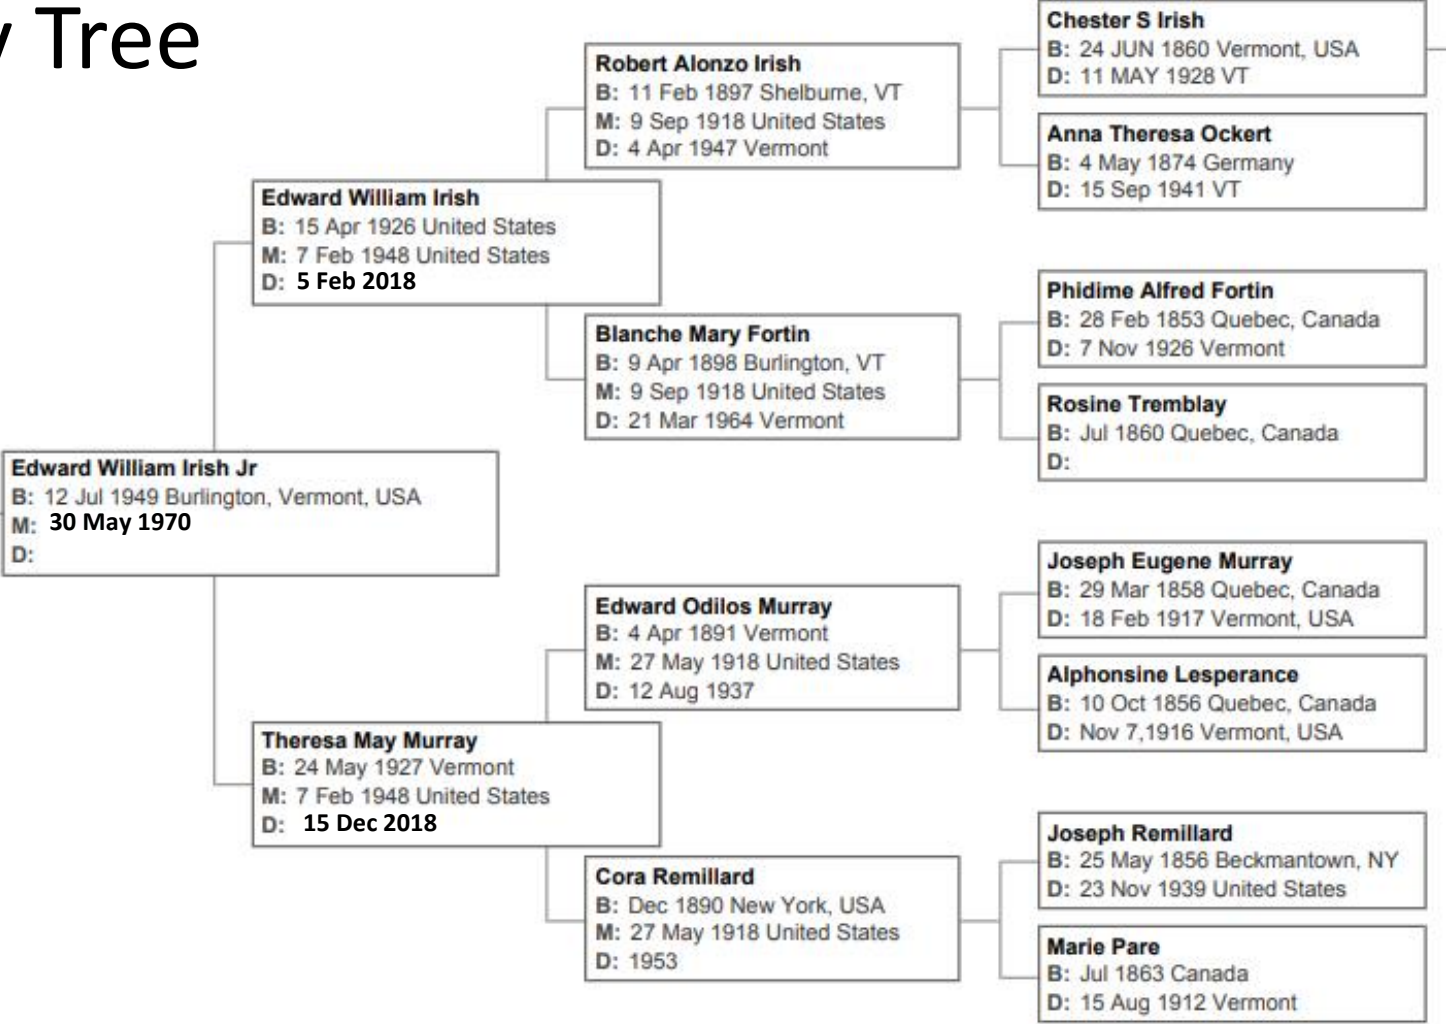 y Tree
Chester S Irish
B: 24 JUN 1860 Vermont, USA
D: 11 MAY 1928 VT
Robert Alonzo Irish
B: 11 Feb 1897 Shelburne, VT
M: 9 Sep 1918 United States
D: 4 Apr 1947 Vermont
Anna Theresa Ockert
B: 4 May 1874 Germany
D: 15 Sep 1941 VT
Edward William Irish
B: 15 Apr 1926 United States
M: 7 Feb 1948 United States
D: 5 Feb 2018
Phidime Alfred Fortin
B: 28 Feb 1853 Quebec, Canada
D: 7 Nov 1926 Vermont
Blanche Mary Fortin
B: 9 Apr 1898 Burlington, VT
M: 9 Sep 1918 United States
D: 21 Mar 1964 Vermont
Rosine Tremblay
B: Jul 1860 Quebec, Canada
D:
Edward William Irish Jr
B: 12 Jul 1949 Burlington, Vermont, USA
M: 30 May 1970
D:
Joseph Eugene Murray
B: 29 Mar 1858 Quebec, Canada
D: 18 Feb 1917 Vermont, USA
Edward Odilos Murray
B: 4 Apr 1891 Vermont
M: 27 May 1918 United States
D: 12 Aug 1937
Alphonsine Lesperance
B: 10 Oct 1856 Quebec, Canada
D: Nov 7,1916 Vermont, USA
Theresa May Murray
B: 24 May 1927 Vermont
M: 7 Feb 1948 United States
D: 15 Dec 2018
Joseph Remillard
B: 25 May 1856 Beckmantown, NY
D: 23 Nov 1939 United States
Cora Remillard
B: Dec 1890 New York, USA
M: 27 May 1918 United States
D: 1953
Marie Pare
B: Jul 1863 Canada
D: 15 Aug 1912 Vermont